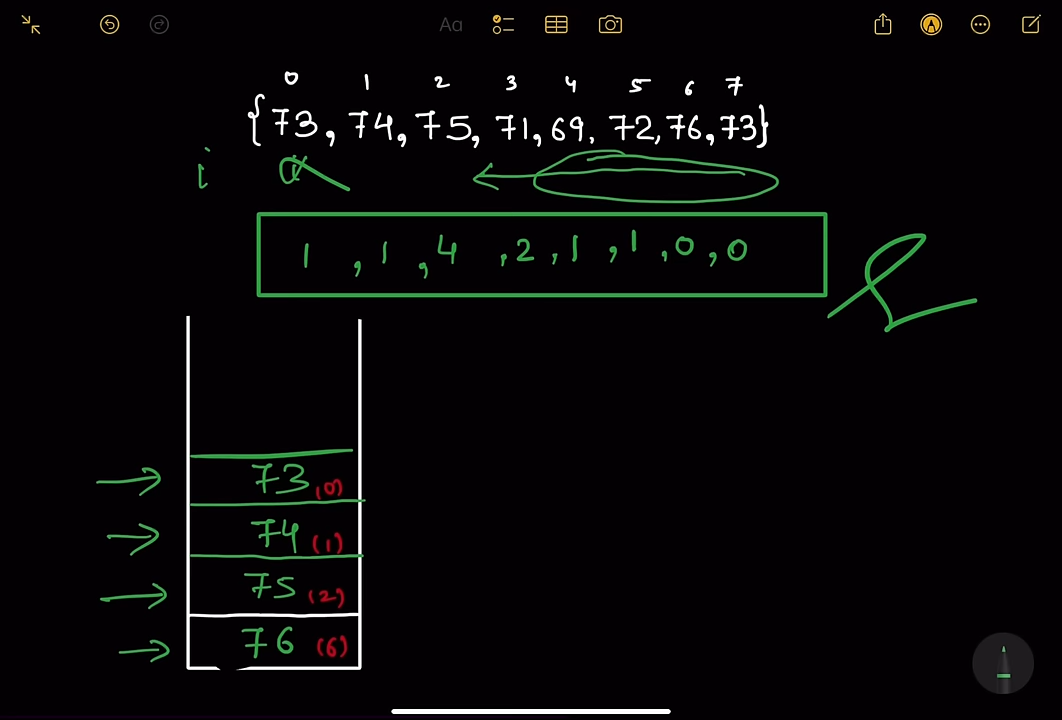 Aa
0 1 2 3 4 5 6 7
{73, 74, 75, 71, 69, 72, 76, 73}
i
1, 1, 4, 2, 1, 1, 0, 0
73 (0)
74 (1)
75 (2)
76 (6)